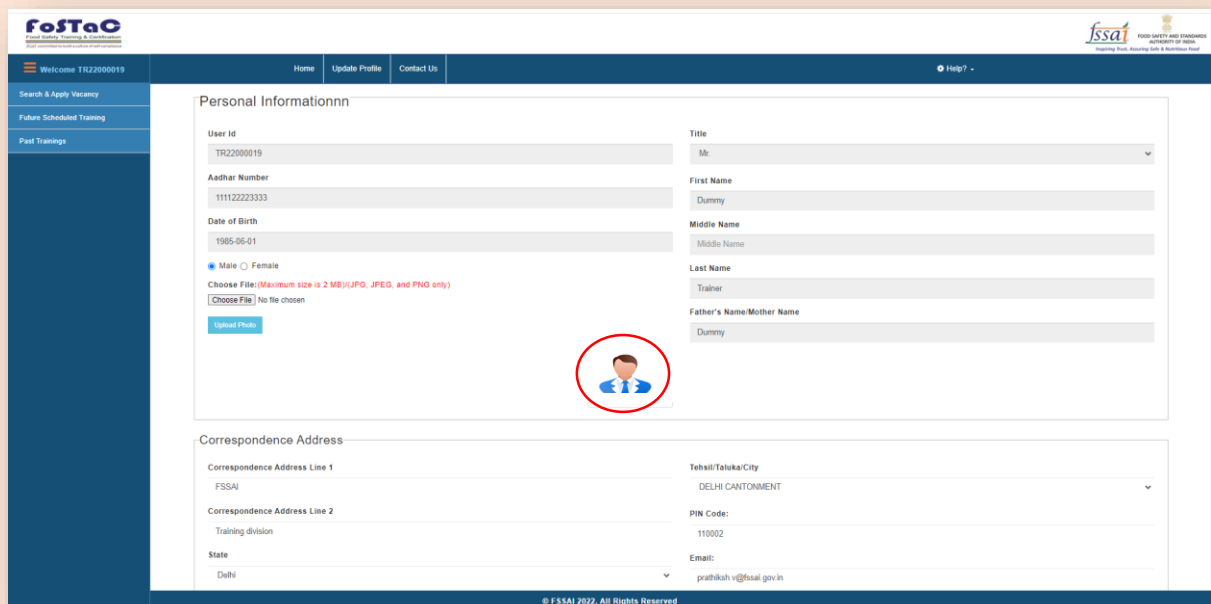 FoSTaC
Food Safety Training & Certification
fssai
FOOD SAFETY AND STANDARDS
AUTHORITY OF INDIA
Inspiring Trust, Assuring Safe & Nutritious Food
Welcome TR22000019
Home
Update Profile
Contact Us
Help?
Search & Apply Vacancy
Future Scheduled Training
Past Trainings
Personal Informationnn
User Id
TR22000019
Aadhar Number
111122223333
Date of Birth
1985-06-01
Male
Female
Choose File:(Maximum size is 2 MB)/(JPG, JPEG, and PNG only)
Choose File No file chosen
Upload Photo
Title
Mr.
First Name
Dummy
Middle Name
Middle Name
Last Name
Trainer
Father's Name/Mother Name
Dummy
Correspondence Address
Correspondence Address Line 1
FSSAI
Correspondence Address Line 2
Training division
State
Delhi
Tehsil/Taluka/City
DELHI CANTONMENT
PIN Code:
110002
Email:
prathiksh.v@fssai.gov.in
© FSSAI 2022. All Rights Reserved